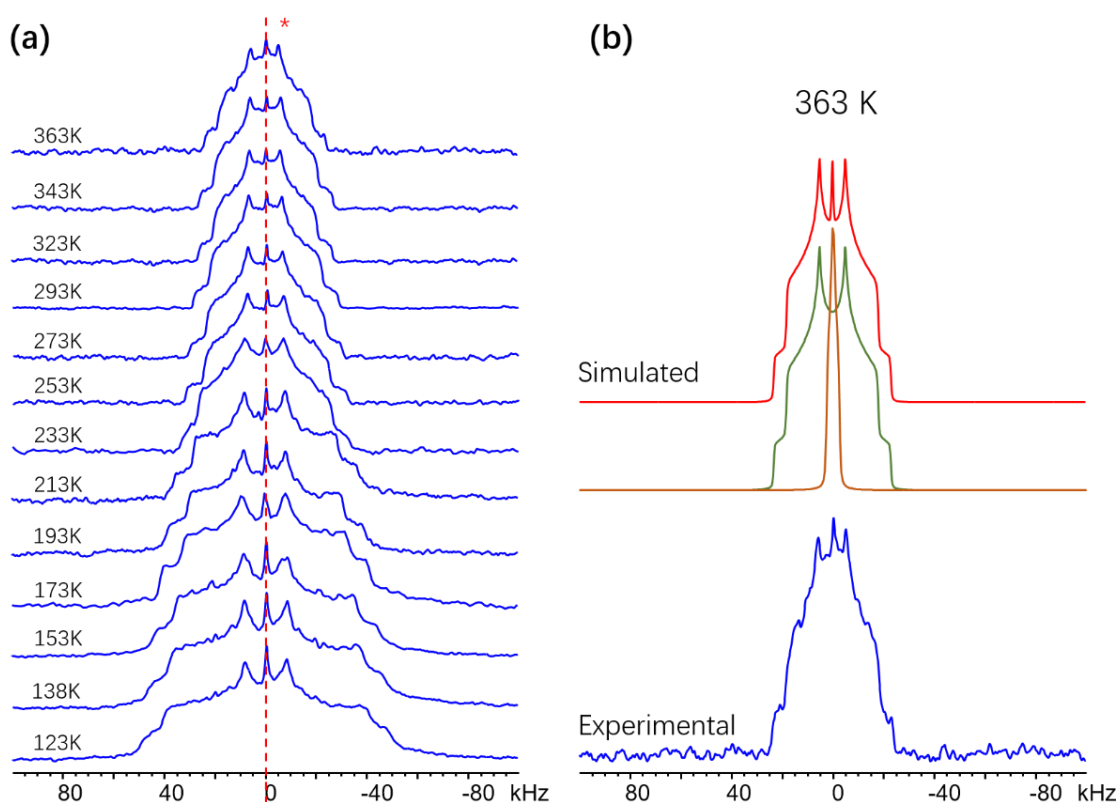 (a)
*
363K
343K
323K
293K
273K
253K
233K
213K
193K
173K
153K
138K
123K
80 40 0 -40 -80 kHz
(b)
363 K
Simulated
Experimental
80 40 0 -40 -80 kHz